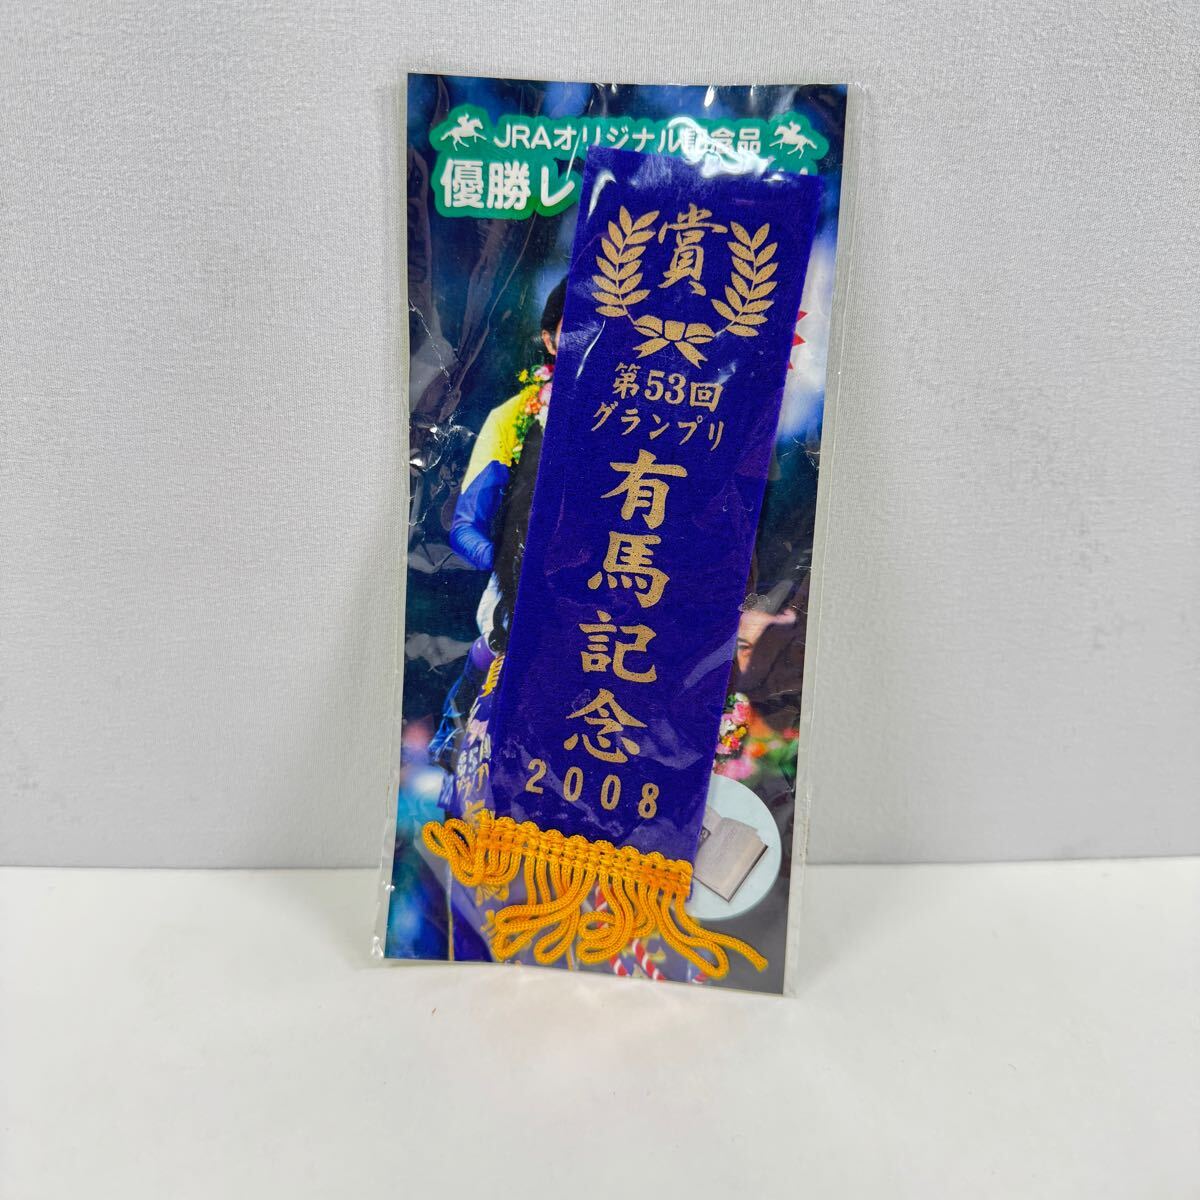 JRAオリジナル記念品
優勝レ
賞
第53回
グランプリ
有馬記念
2008